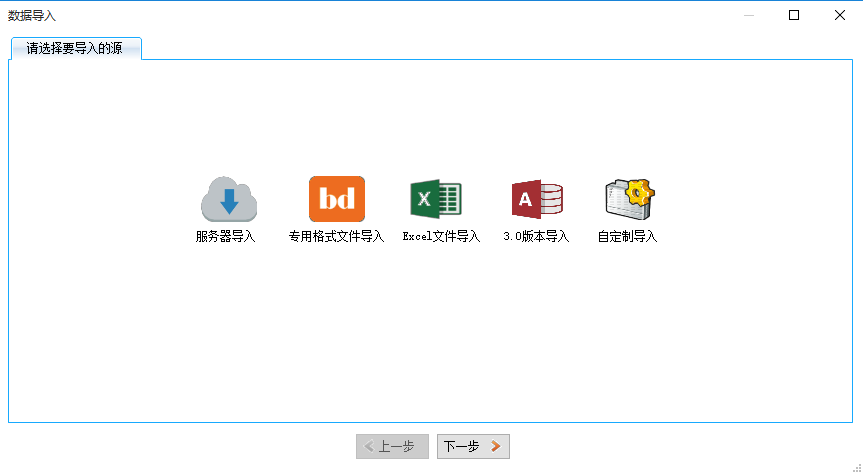 数据导入
请选择要导入的源
bd
X
A
服务器导入
专用格式文件导入
Excel文件导入
3.0版本导入
自定制导入
上一步
下一步